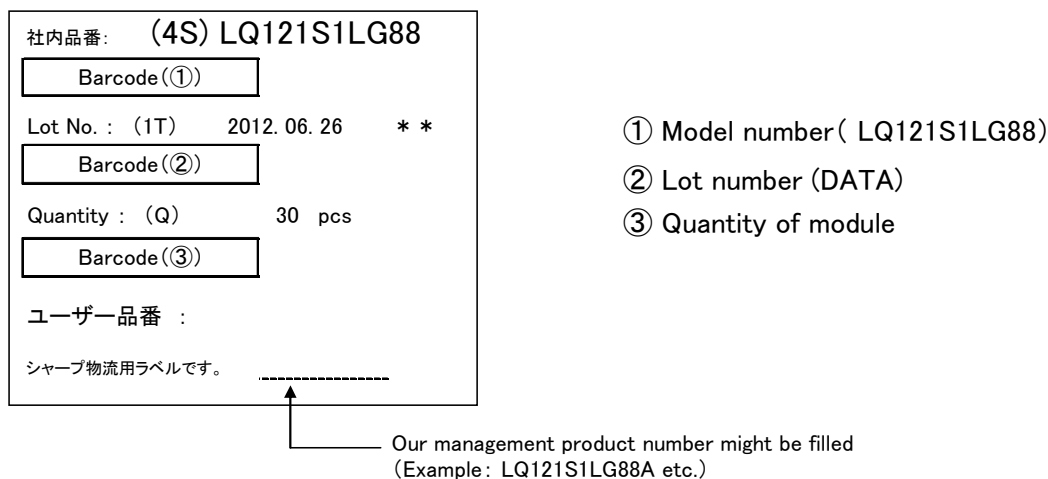 社内品番: (4S) LQ121S1LG88
Barcode(①)
Lot No. : (1T) 2012. 06. 26 * *
Barcode(②)
Quantity : (Q) 30 pcs
Barcode(③)
ユーザー品番 :
シャープ物流用ラベルです。
① Model number( LQ121S1LG88)
② Lot number (DATA)
③ Quantity of module
Our management product number might be filled
(Example: LQ121S1LG88A etc.)